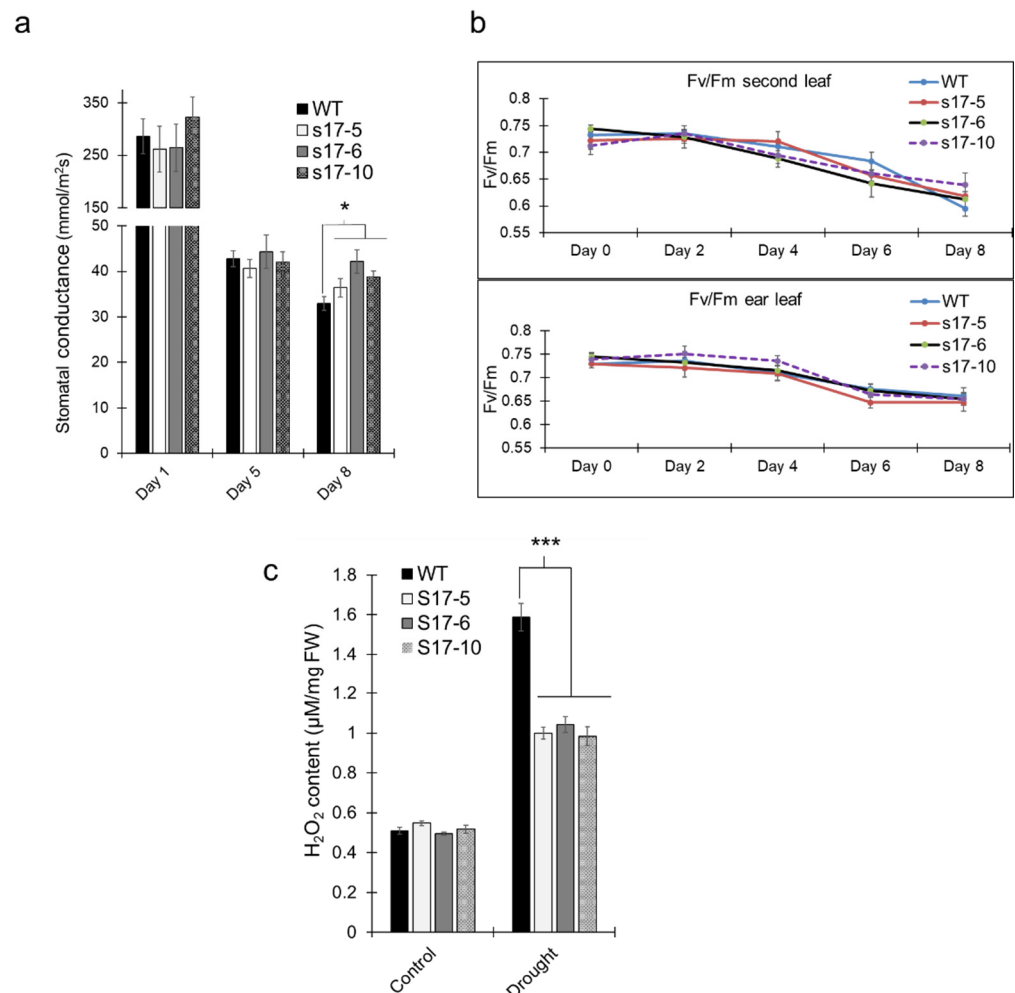 a
Stomatal conductance (mmol/m²s)
350
250
150
50
40
30
20
10
0
WT
s17-5
s17-6
s17-10
*
Day 1
Day 5
Day 8
b
Fv/Fm second leaf
Fv/Fm
0.8
0.75
0.7
0.65
0.6
0.55
WT
s17-5
s17-6
s17-10
Day 0
Day 2
Day 4
Day 6
Day 8
Fv/Fm ear leaf
Fv/Fm
0.8
0.75
0.7
0.65
0.6
0.55
WT
s17-5
s17-6
s17-10
Day 0
Day 2
Day 4
Day 6
Day 8
c
H₂O₂ content (µM/mg FW)
1.8
1.6
1.4
1.2
1
0.8
0.6
0.4
0.2
0
WT
S17-5
S17-6
S17-10
***
Control
Drought